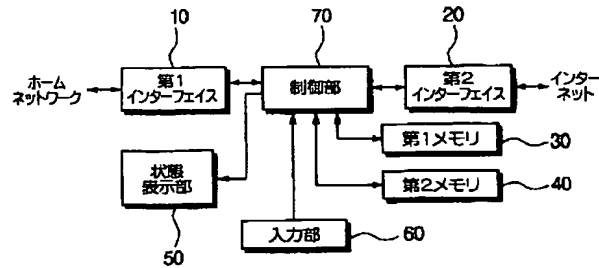 10
70
20
ホーム
ネットワーク
第1
インターフェイス
制御部
第2
インターフェイス
インター
ネット
第1メモリ
30
状態
表示部
第2メモリ
40
50
入力部
60